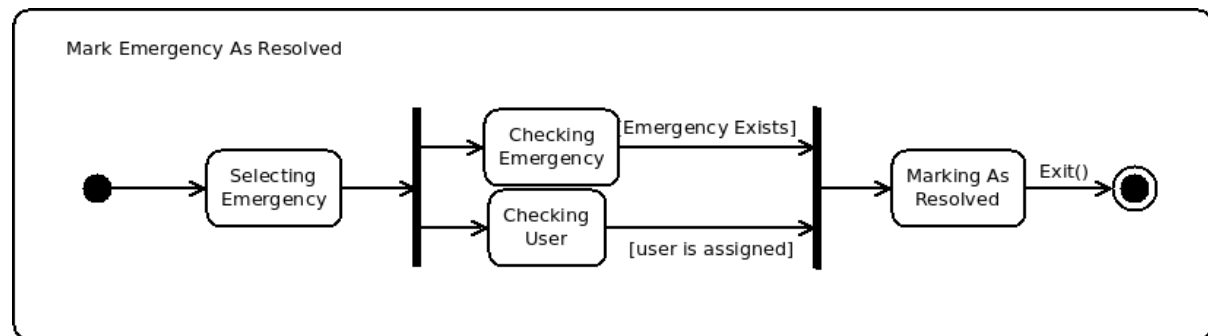 Mark Emergency As Resolved
Selecting
Emergency
Checking
Emergency
Emergency Exists]
Checking
User
[user is assigned]
Marking As
Resolved
Exit()